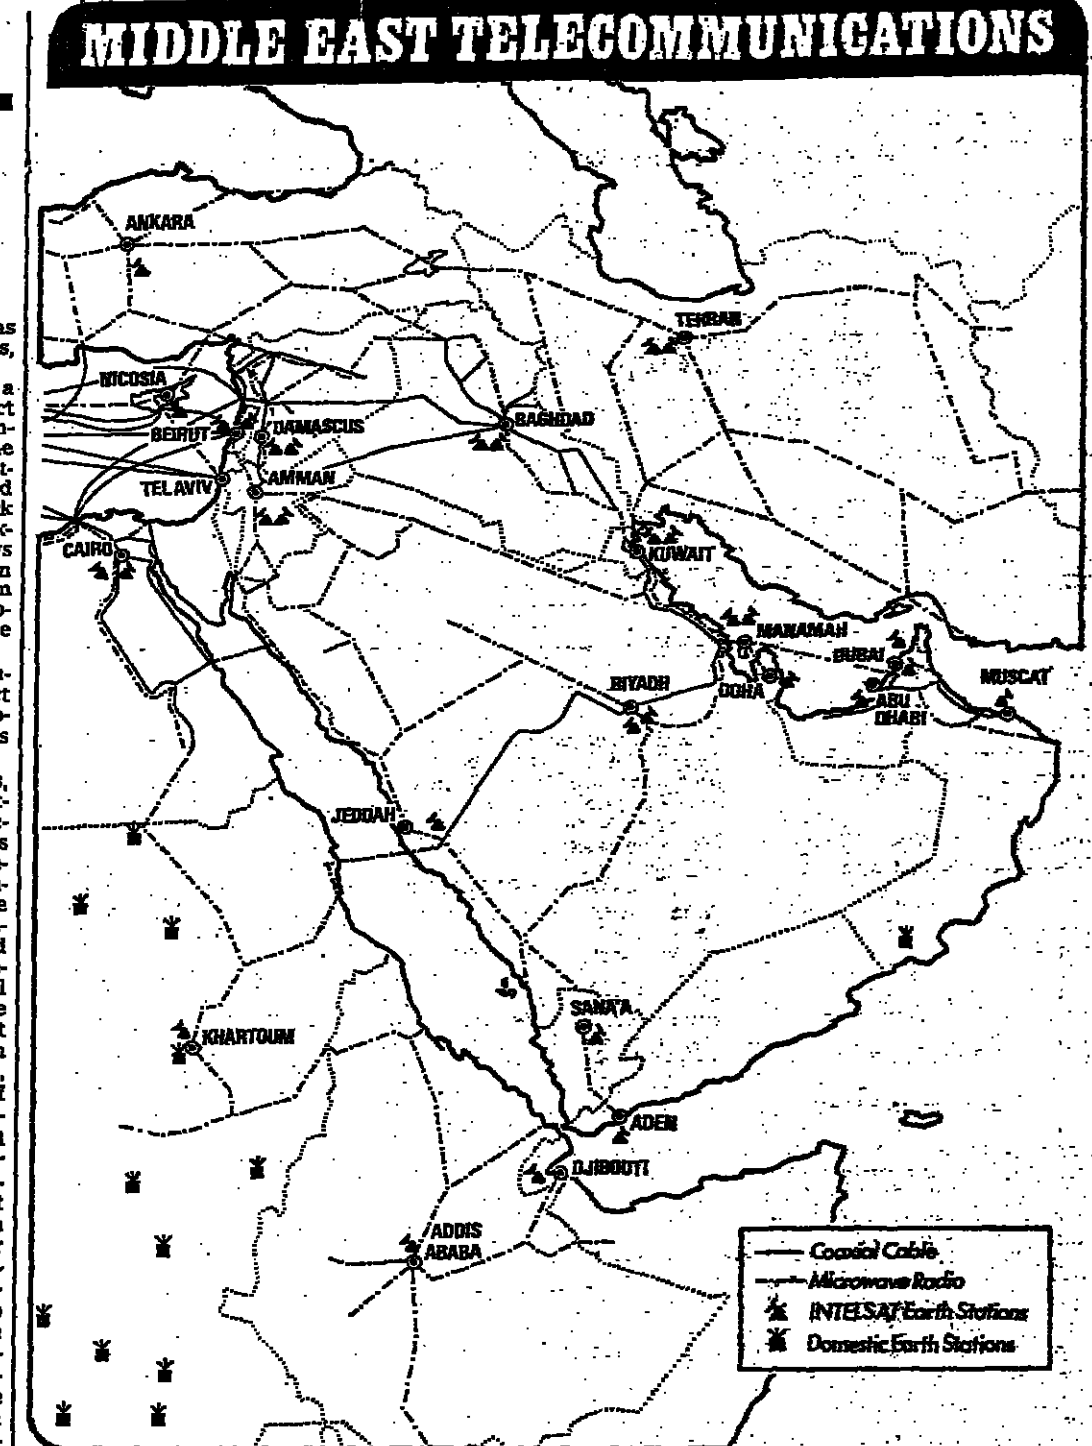 MIDDLE EAST TELECOMMUNICATIONS
ANKARA
TEHRAN
NICOSIA
BEIRUT
DAMASCUS
BAGHDAD
TEL AVIV
AMMAN
CAIRO
KUWAIT
MANAMAH
DUBAI
RIYADH
DOHA
MUSCAT
ABU
DHABI
JEDDAH
SANA'A
KHARTOUM
ADEN
DJIBOUTI
ADDIS
ABABA
Coaxial Cable
Microwave Radio
INTELSAT Earth Stations
Domestic Earth Stations